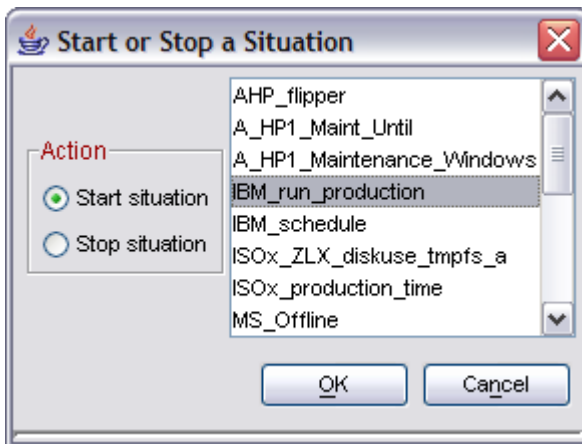 Start or Stop a Situation
Action
Start situation
Stop situation
AHP_flipper
A_HP1_Maint_Until
A_HP1_Maintenance_Windows
IBM_run_production
IBM_schedule
ISOx_ZLX_diskuse_tmpfs_a
ISOx_production_time
MS_Offline
OK
Cancel